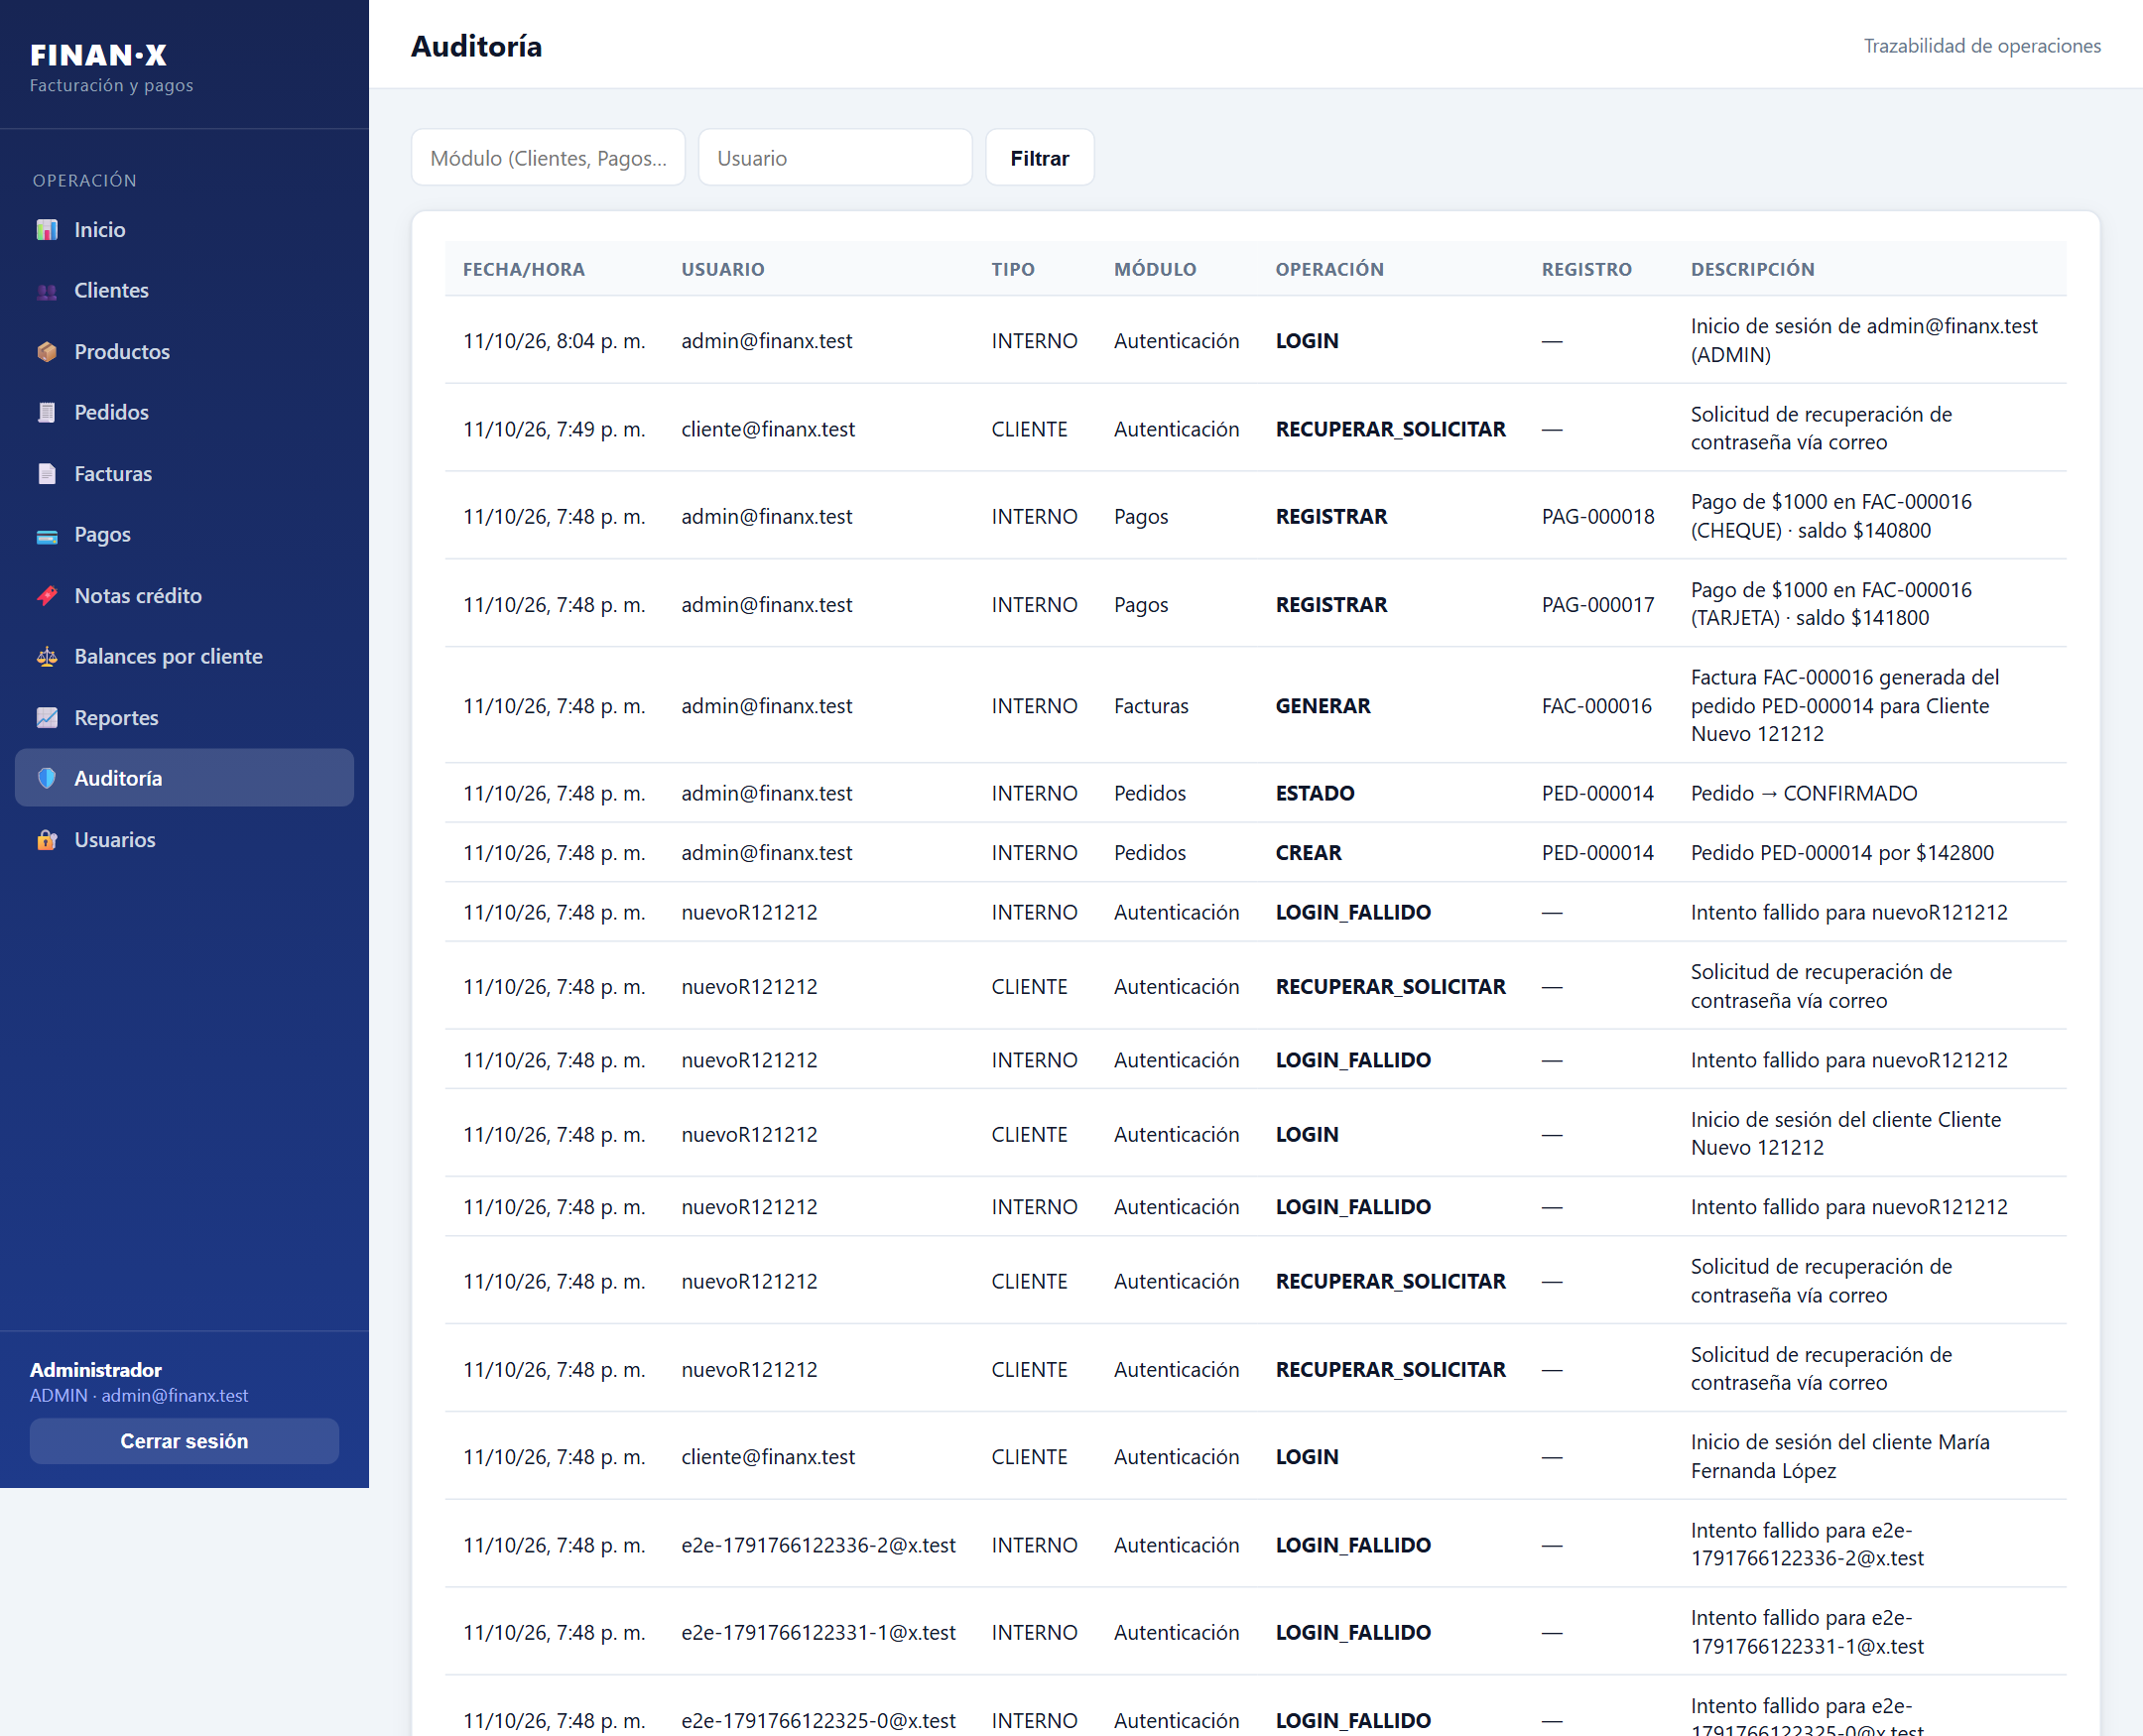 FINAN·X
Facturación y pagos
OPERACIÓN
Inicio
Clientes
Productos
Pedidos
Facturas
Pagos
Notas crédito
Balances por cliente
Reportes
Auditoría
Usuarios
Administrador
ADMIN · admin@finanx.test
Cerrar sesión
Auditoría
Trazabilidad de operaciones
Módulo (Clientes, Pagos...
Usuario
Filtrar
FECHA/HORA USUARIO TIPO MÓDULO OPERACIÓN REGISTRO DESCRIPCIÓN
11/10/26, 8:04 p. m. admin@finanx.test INTERNO Autenticación LOGIN — Inicio de sesión de admin@finanx.test
(ADMIN)
11/10/26, 7:49 p. m. cliente@finanx.test CLIENTE Autenticación RECUPERAR_SOLICITAR — Solicitud de recuperación de
contraseña vía correo
11/10/26, 7:48 p. m. admin@finanx.test INTERNO Pagos REGISTRAR PAG-000018 Pago de $1000 en FAC-000016
(CHEQUE) · saldo $140800
11/10/26, 7:48 p. m. admin@finanx.test INTERNO Pagos REGISTRAR PAG-000017 Pago de $1000 en FAC-000016
(TARJETA) · saldo $141800
11/10/26, 7:48 p. m. admin@finanx.test INTERNO Facturas GENERAR FAC-000016 Factura FAC-000016 generada del
pedido PED-000014 para Cliente
Nuevo 121212
11/10/26, 7:48 p. m. admin@finanx.test INTERNO Pedidos ESTADO PED-000014 Pedido → CONFIRMADO
11/10/26, 7:48 p. m. admin@finanx.test INTERNO Pedidos CREAR PED-000014 Pedido PED-000014 por $142800
11/10/26, 7:48 p. m. nuevoR121212 INTERNO Autenticación LOGIN_FALLIDO — Intento fallido para nuevoR121212
11/10/26, 7:48 p. m. nuevoR121212 CLIENTE Autenticación RECUPERAR_SOLICITAR — Solicitud de recuperación de
contraseña vía correo
11/10/26, 7:48 p. m. nuevoR121212 INTERNO Autenticación LOGIN_FALLIDO — Intento fallido para nuevoR121212
11/10/26, 7:48 p. m. nuevoR121212 CLIENTE Autenticación LOGIN — Inicio de sesión del cliente Cliente
Nuevo 121212
11/10/26, 7:48 p. m. nuevoR121212 INTERNO Autenticación LOGIN_FALLIDO — Intento fallido para nuevoR121212
11/10/26, 7:48 p. m. nuevoR121212 CLIENTE Autenticación RECUPERAR_SOLICITAR — Solicitud de recuperación de
contraseña vía correo
11/10/26, 7:48 p. m. nuevoR121212 CLIENTE Autenticación RECUPERAR_SOLICITAR — Solicitud de recuperación de
contraseña vía correo
11/10/26, 7:48 p. m. cliente@finanx.test CLIENTE Autenticación LOGIN — Inicio de sesión del cliente María
Fernanda López
11/10/26, 7:48 p. m. e2e-1791766122336-2@x.test INTERNO Autenticación LOGIN_FALLIDO — Intento fallido para e2e-
1791766122336-2@x.test
11/10/26, 7:48 p. m. e2e-1791766122331-1@x.test INTERNO Autenticación LOGIN_FALLIDO — Intento fallido para e2e-
1791766122331-1@x.test
11/10/26, 7:48 p. m. e2e-1791766122325-0@x.test INTERNO Autenticación LOGIN_FALLIDO — Intento fallido para e2e-
1791766122325-0@x.test